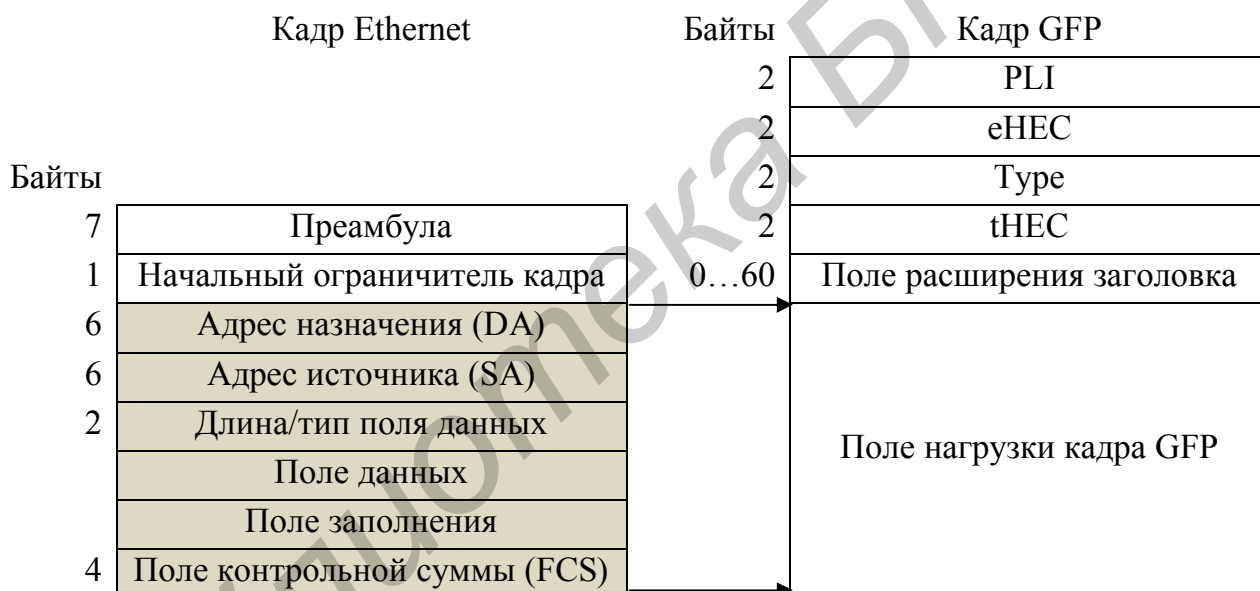 Кадр Ethernet Байты Кадр GFP
2 PLI
2 eHEC
Байты 2 Type
7 Преамбула 2 tHEC
1 Начальный ограничитель кадра 0…60 Поле расширения заголовка
6 Адрес назначения (DA)
6 Адрес источника (SA)
2 Длина/тип поля данных
Поле нагрузки кадра GFP
Поле данных
Поле заполнения
4 Поле контрольной суммы (FCS)